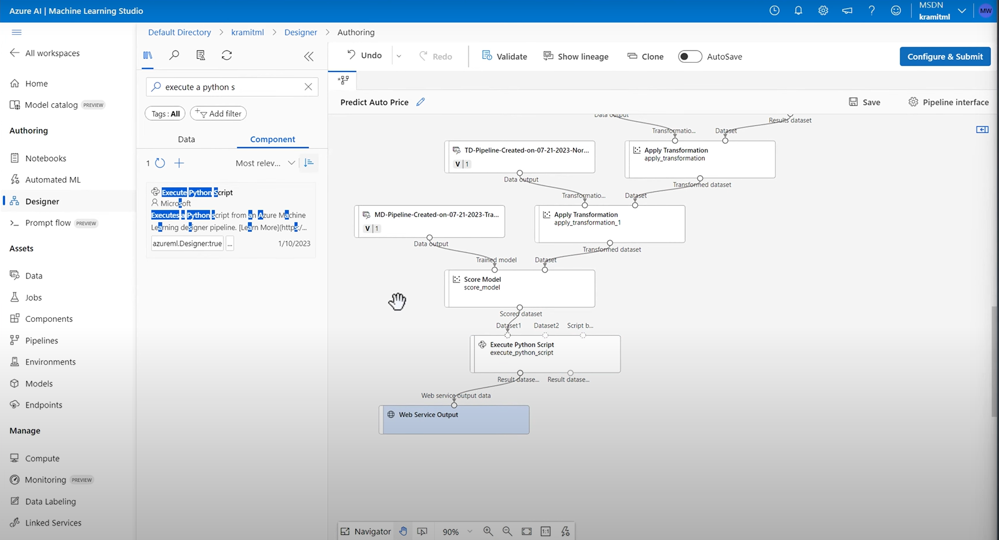 Azure AI | Machine Learning Studio
MSDN
kramitml
MW
Default Directory > kramitml > Designer > Authoring
All workspaces
Home
Model catalog PREVIEW
Authoring
Notebooks
Automated ML
Designer
Prompt flow PREVIEW
Assets
Data
Jobs
Components
Pipelines
Environments
Models
Endpoints
Manage
Compute
Monitoring PREVIEW
Data Labeling
Linked Services
execute a python s
Tags : All
Add filter
Data
Component
1
Most relev...
Execute Python Script
Microsoft
Executes a Python script from an Azure Machine
Learning designer pipeline. [Learn More](https:/...
azureml.Designer:true
...
1/10/2023
Undo
Redo
Validate
Show lineage
Clone
AutoSave
Configure & Submit
Predict Auto Price
Save
Pipeline interface
Data output
Results dataset
Transformatio...
Dataset
TD-Pipeline-Created-on-07-21-2023-Nor...
V | 1
Data output
Apply Transformation
apply_transformation
Transformed dataset
Transformatio...
Dataset
MD-Pipeline-Created-on-07-21-2023-Tra...
V | 1
Data output
Apply Transformation
apply_transformation_1
Transformed dataset
Trained model
Dataset
Score Model
score_model
Scored dataset
Dataset1
Dataset2
Script b...
Execute Python Script
execute_python_script
Result datase...
Result datase...
Web service output data
Web Service Output
Navigator
90%
1:1